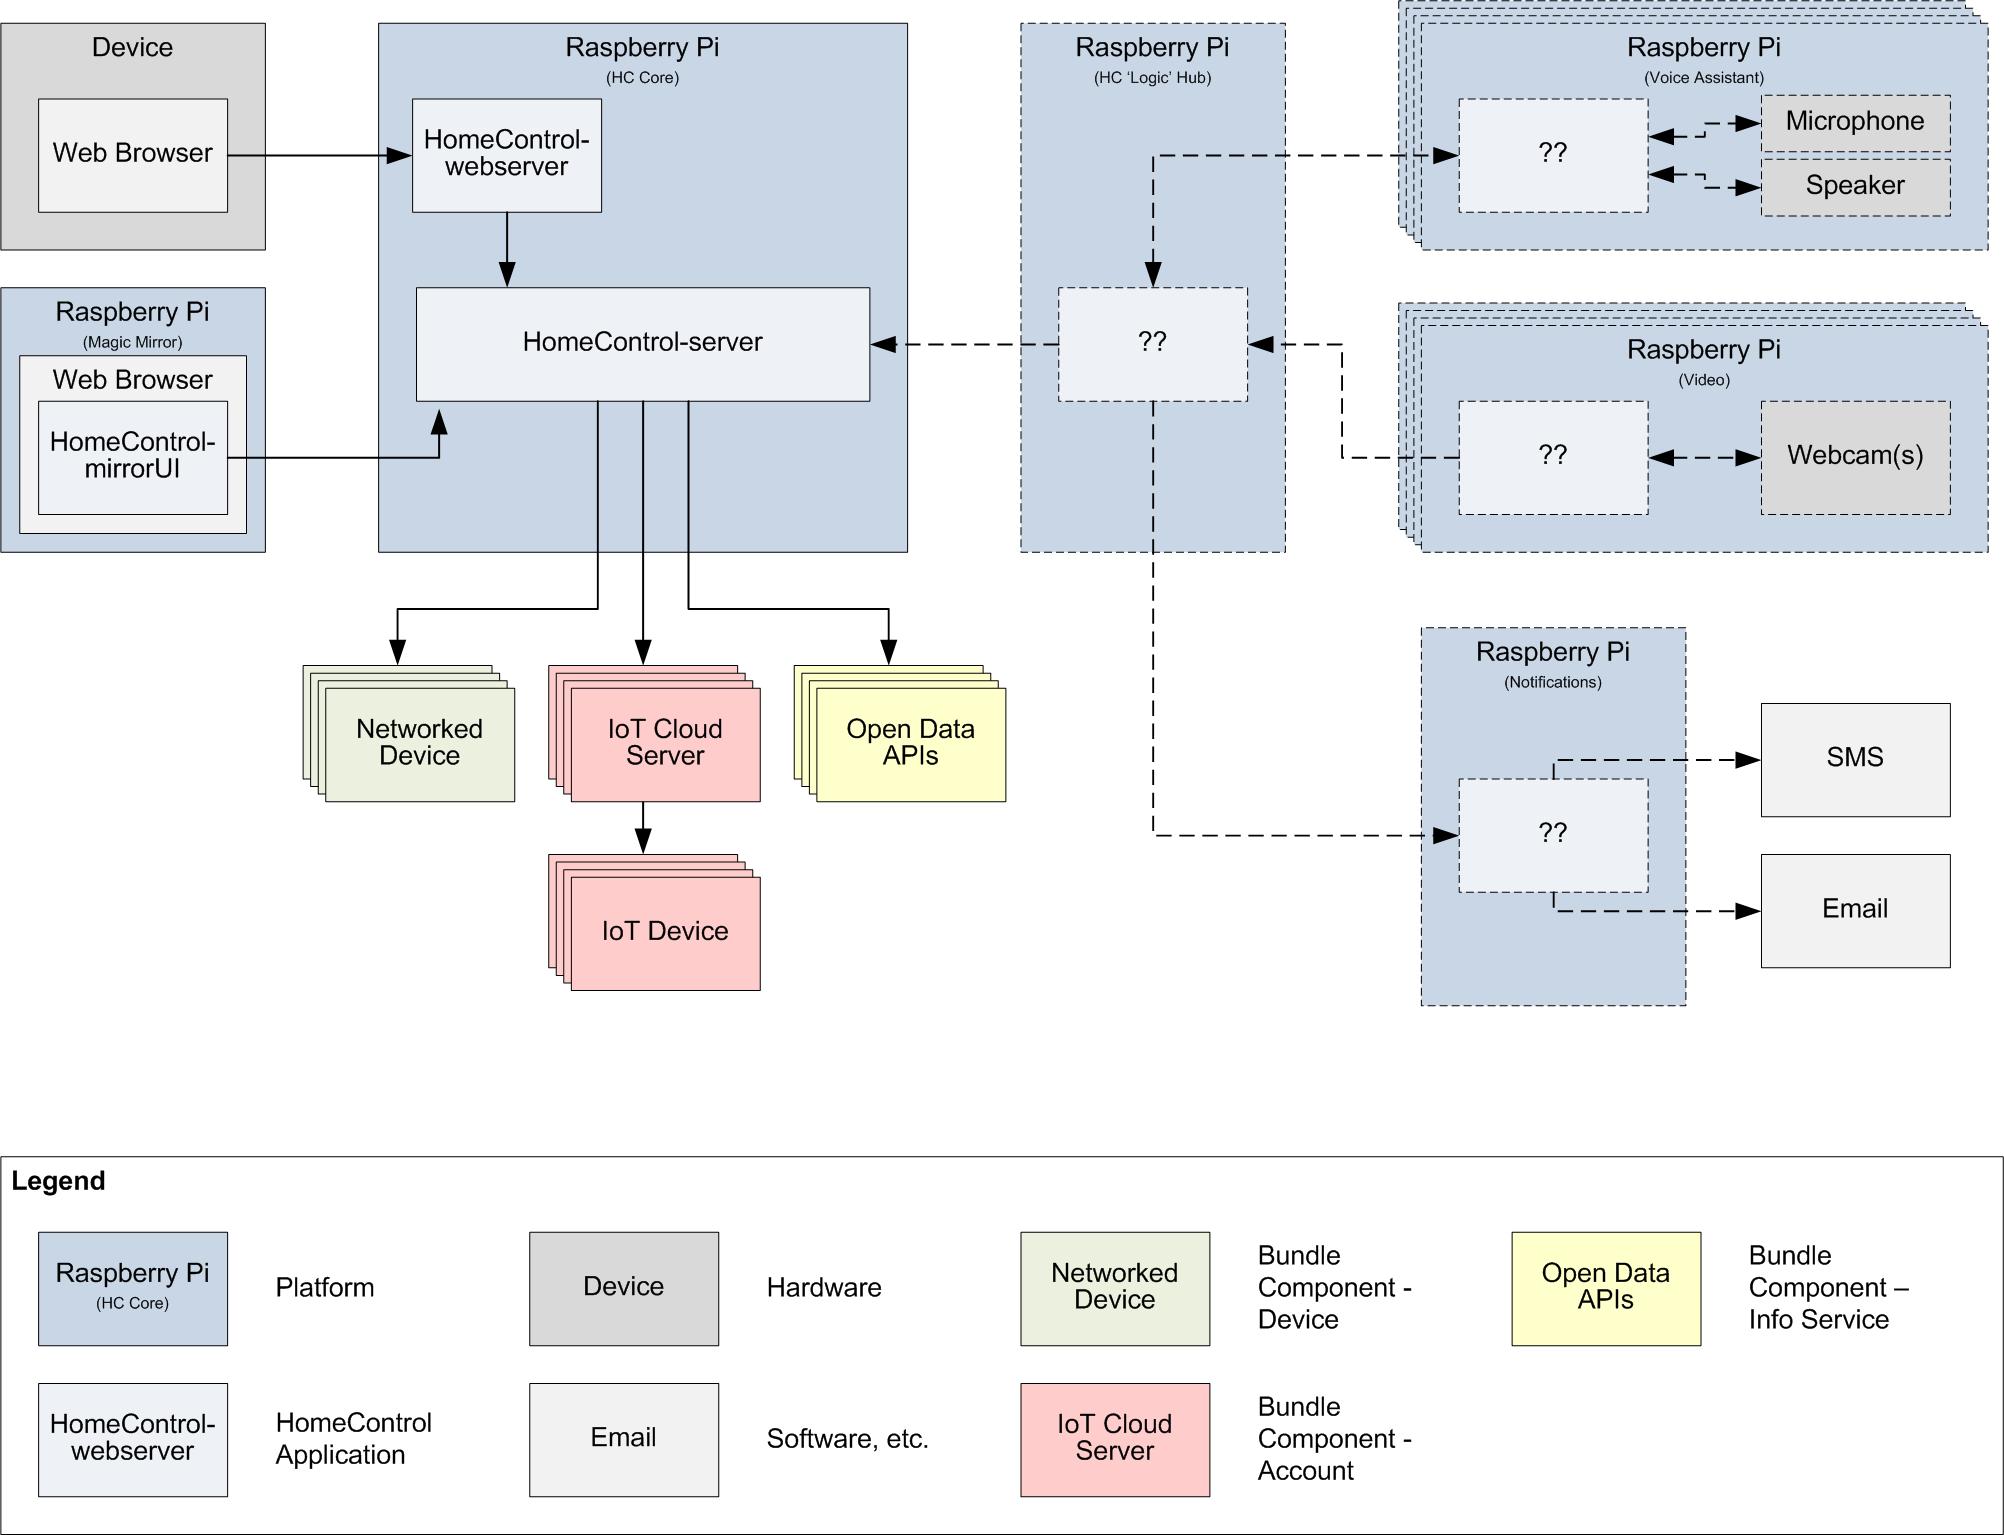 Device
Web Browser
Raspberry Pi
(HC Core)
HomeControl-
webserver
HomeControl-server
Raspberry Pi
(Magic Mirror)
Web Browser
HomeControl-
mirrorUI
Raspberry Pi
(HC ‘Logic’ Hub)
??
Raspberry Pi
(Voice Assistant)
??
Microphone
Speaker
Raspberry Pi
(Video)
??
Webcam(s)
Networked
Device
IoT Cloud
Server
Open Data
APIs
IoT Device
Raspberry Pi
(Notifications)
??
SMS
Email
Legend
Raspberry Pi
(HC Core)
Platform
Device
Hardware
Networked
Device
Bundle
Component -
Device
Open Data
APIs
Bundle
Component –
Info Service
HomeControl-
webserver
HomeControl
Application
Email
Software, etc.
IoT Cloud
Server
Bundle
Component -
Account